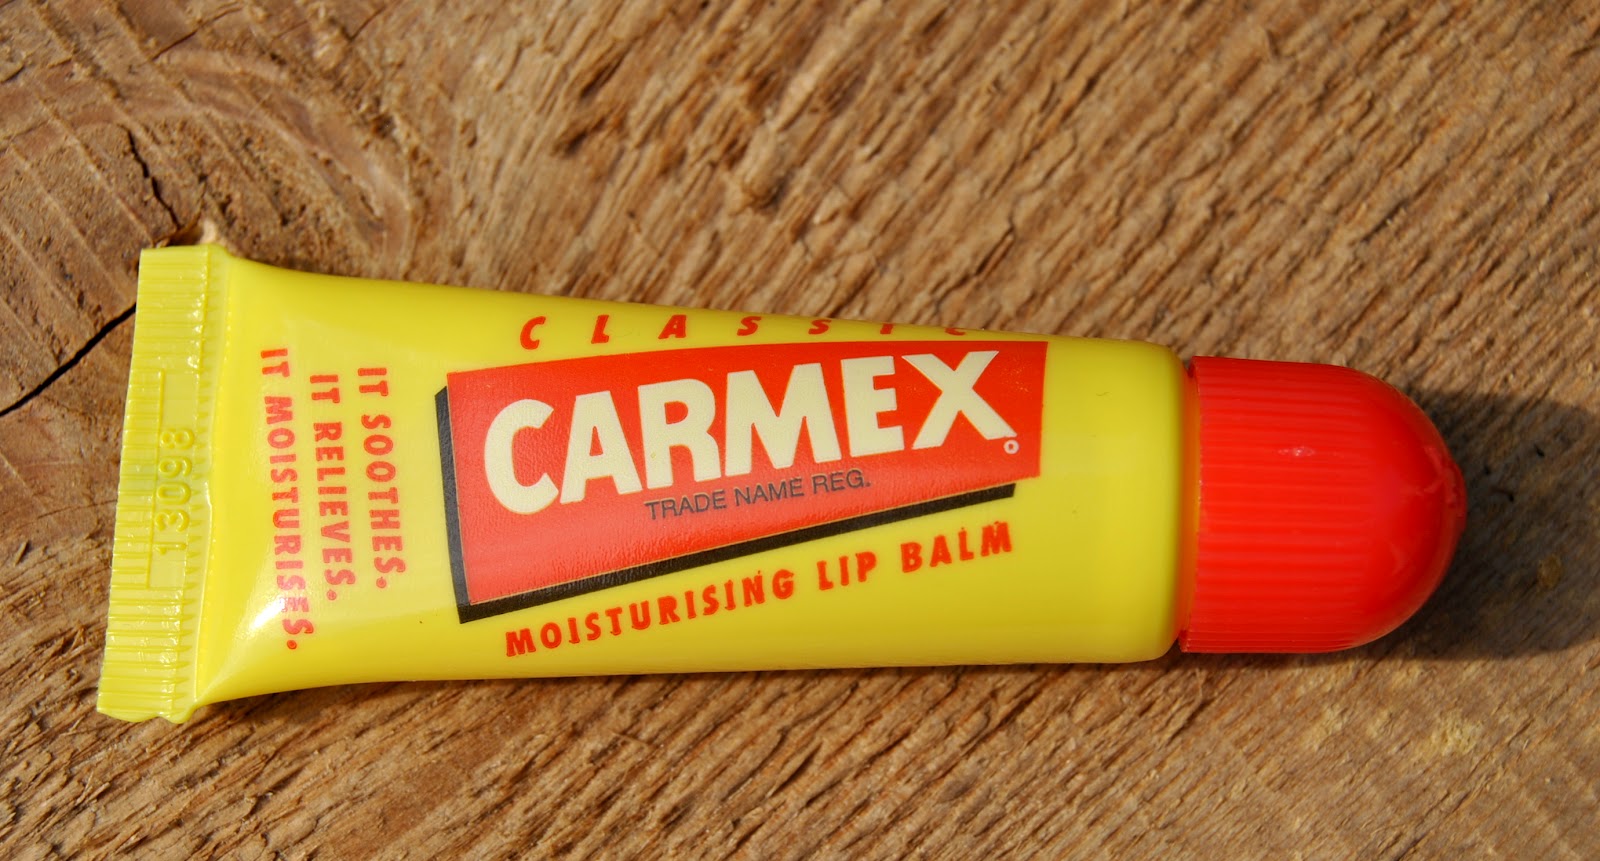 CLASSIC
CARMEX
TRADE NAME REG.
MOISTURISING LIP BALM
IT SOOTHES.
IT RELIEVES.
IT MOISTURISES.
13098